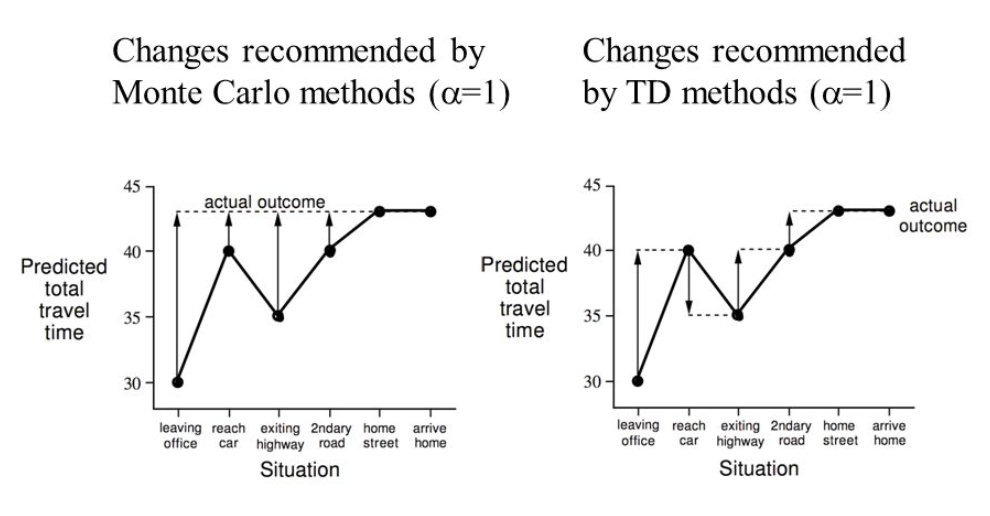 Changes recommended by
Monte Carlo methods (α=1)
Changes recommended
by TD methods (α=1)
45
actual outcome
40
Predicted
total
travel
time
35
30
leaving
office
reach
car
exiting
highway
2ndary
road
home
street
arrive
home
Situation
45
actual
outcome
40
Predicted
total
travel
time
35
30
leaving
office
reach
car
exiting
highway
2ndary
road
home
street
arrive
home
Situation